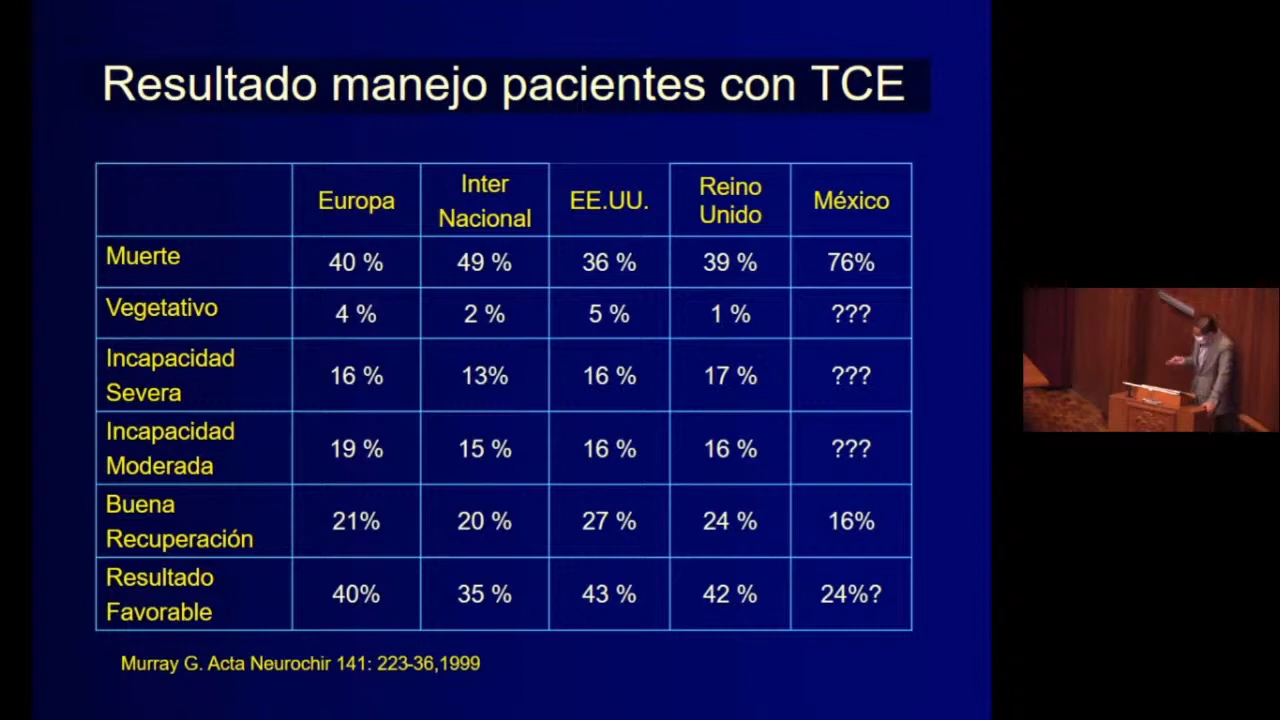 Resultado manejo pacientes con TCE
Europa
Inter
Nacional
EE.UU.
Reino
Unido
México
Muerte
40 %
49 %
36 %
39 %
76%
Vegetativo
4 %
2 %
5 %
1 %
???
Incapacidad
Severa
16 %
13%
16 %
17 %
???
Incapacidad
Moderada
19 %
15 %
16 %
16 %
???
Buena
Recuperación
21%
20 %
27 %
24 %
16%
Resultado
Favorable
40%
35 %
43 %
42 %
24%?
Murray G. Acta Neurochir 141: 223-36,1999